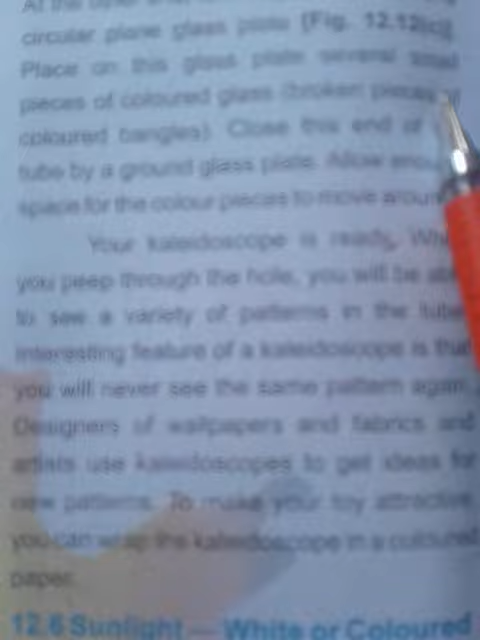 circular plane glass plate [Fig. 12.12(c)]
Place on this glass plate several small
pieces of coloured glass (broken pieces of
coloured bangles). Close this end of
tube by a ground glass plate. Allow
space for the colour pieces to move around
Your kaleidoscope is ready.
you peep through the hole, you will be
to see a variety of patterns in the tube
interesting feature of a kaleidoscope is that
you will never see the same pattern again.
Designers of wallpapers and fabrics and
artists use kaleidoscopes to get ideas for
new patterns. To make your toy attractive
you can wrap the kaleidoscope in a coloured
paper.
12.6 Sunlight — White or Coloured